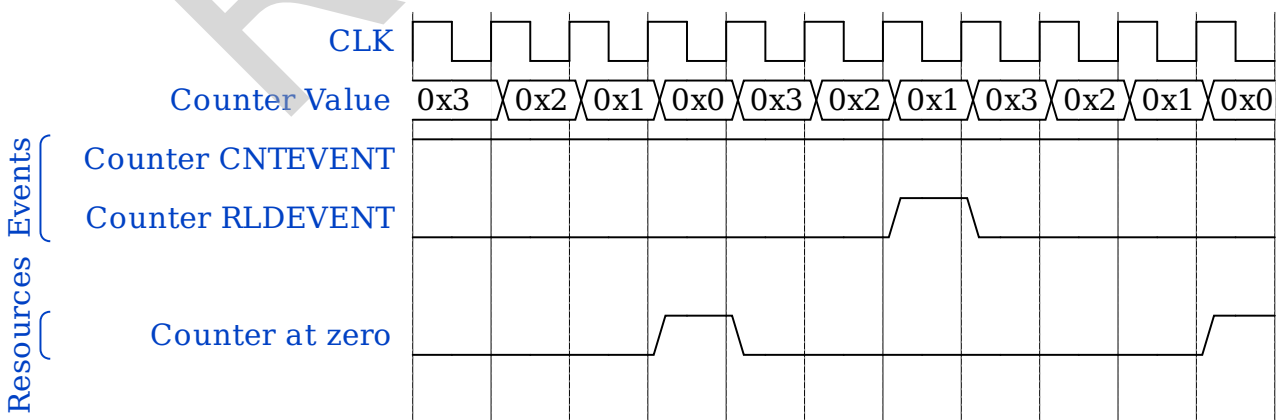 CLK
Counter Value 0x3 0x2 0x1 0x0 0x3 0x2 0x1 0x3 0x2 0x1 0x0
Events
Counter CNTEVENT
Counter RLDEVENT
Resources
Counter at zero